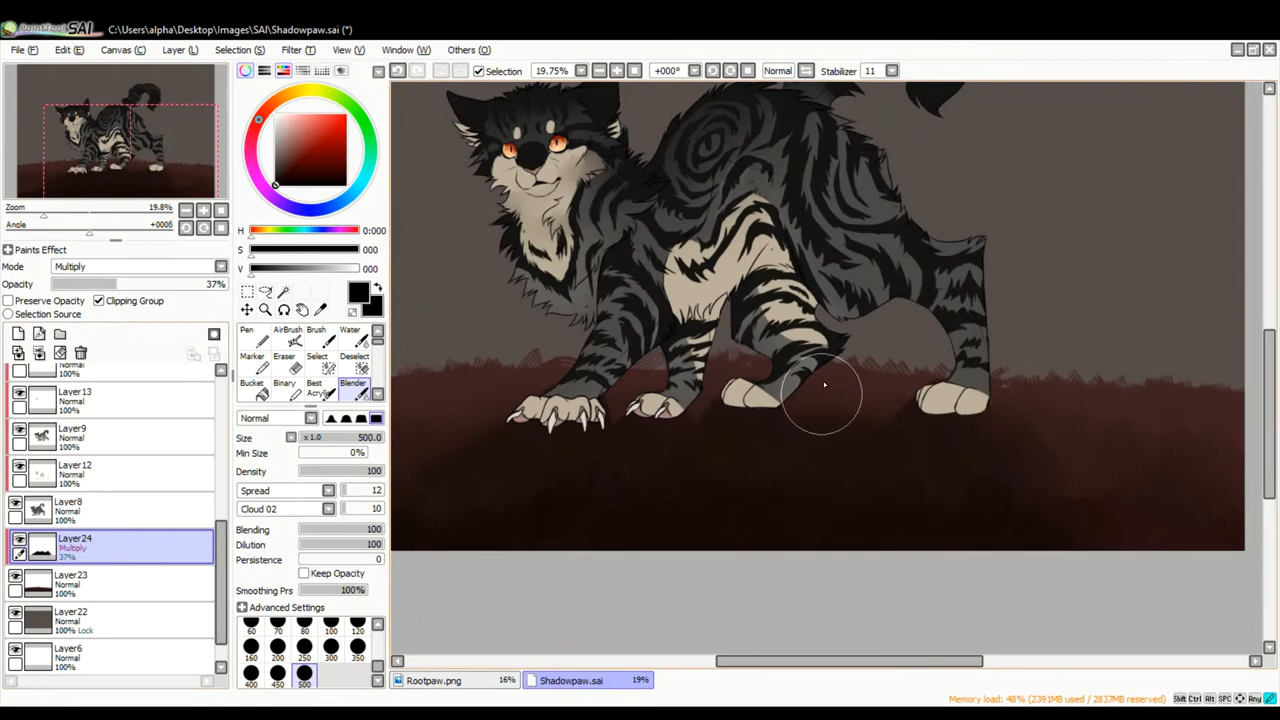 PaintTool SAI C:\Users\alpha\Desktop\Images\SAI\Shadowpaw.sai (*)
File (F) Edit (E) Canvas (C) Layer (L) Selection (S) Filter (T) View (V) Window (W) Others (O)
Selection 19.75% +000° Normal Stabilizer 11
Zoom 19.8%
Angle +000ß
Paints Effect
Mode Multiply
Opacity 37%
Preserve Opacity Clipping Group
Selection Source
Normal
100%
Layer13
Normal
100%
Layer9
Normal
100%
Layer12
Normal
100%
Layer8
Normal
100%
Layer24
Multiply
37%
Layer23
Normal
100%
Layer22
Normal
100% Lock
Layer6
Normal
100%
H 0:000
S 000
V 000
Pen AirBrush Brush Water
Marker Eraser Select Deselect
Bucket Binary Best Acrylic Blender
Normal
Size x 1.0 500.0
Min Size 0%
Density 100
Spread 12
Cloud 02 10
Blending 100
Dilution 100
Persistence 0
Keep Opacity
Smoothing Prs 100%
Advanced Settings
60 70 80 100 120
160 200 250 300 350
400 450 500
Rootpaw.png 16% Shadowpaw.sai 19%
Memory load: 48% (2391MB used / 2837MB reserved) Shift Ctrl Alt SPC Any